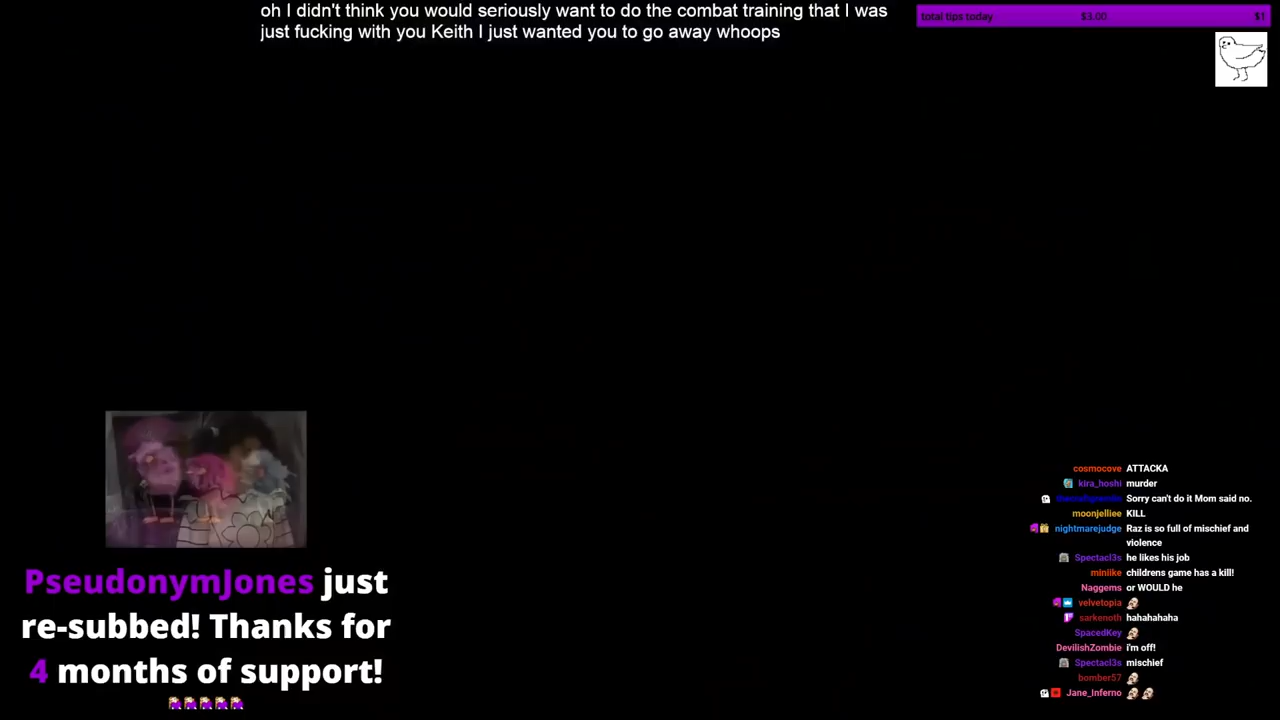 oh I didn't think you would seriously want to do the combat training that I was
just fucking with you Keith I just wanted you to go away whoops
total tips today $3.00 $1
cosmocove ATTACKA
kira_hoshi murder
Sorry can't do it Mom said no.
moonjelliee KILL
nightmarejudge Raz is so full of mischief and
violence
Spectacl3s he likes his job
miniike childrens game has a kill!
Naggems or WOULD he
velvetopia
sarkenoth hahahahaha
SpacedKey
DevilishZombie i'm off!
Spectacl3s mischief
bomber57
Jane_Inferno
PseudonymJones just
re-subbed! Thanks for
4 months of support!